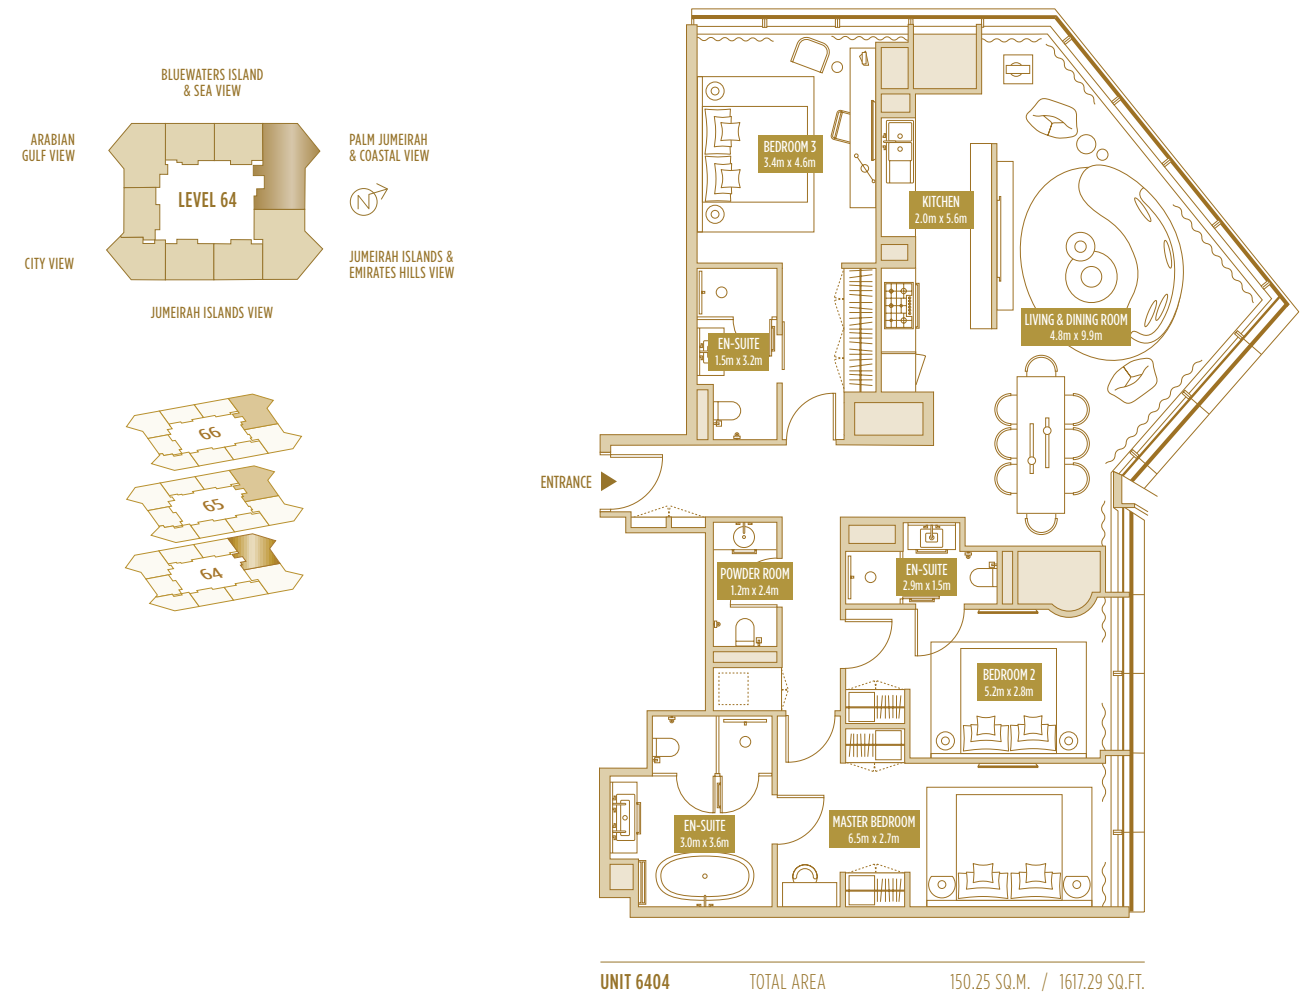 BLUEWATERS ISLAND
& SEA VIEW
ARABIAN
GULF VIEW
PALM JUMEIRAH
& COASTAL VIEW
LEVEL 64
N
CITY VIEW
JUMEIRAH ISLANDS &
EMIRATES HILLS VIEW
JUMEIRAH ISLANDS VIEW
66
65
64
BEDROOM 3
3.4m x 4.6m
KITCHEN
2.0m x 5.6m
LIVING & DINING ROOM
4.8m x 9.9m
EN-SUITE
1.5m x 3.2m
ENTRANCE
POWDER ROOM
1.2m x 2.4m
EN-SUITE
2.9m x 1.5m
BEDROOM 2
5.2m x 2.8m
EN-SUITE
3.0m x 3.6m
MASTER BEDROOM
6.5m x 2.7m
UNIT 6404 TOTAL AREA 150.25 SQ.M. / 1617.29 SQ.FT.